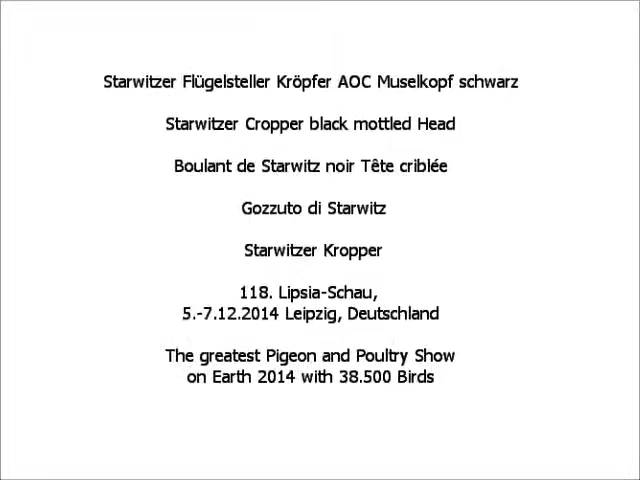 Starwitzer Flügelsteller Kröpfer AOC Muselkopf schwarz
Starwitzer Cropper black mottled Head
Boulant de Starwitz noir Tête criblée
Gozzuto di Starwitz
Starwitzer Kropper
118. Lipsia-Schau,
5.-7.12.2014 Leipzig, Deutschland
The greatest Pigeon and Poultry Show
on Earth 2014 with 38.500 Birds